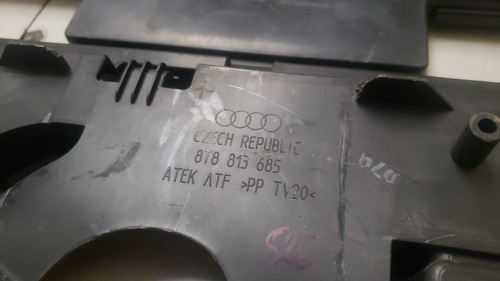 CZECH REPUBLIC
8T8 813 685
ATEK ATF >PP TV20<